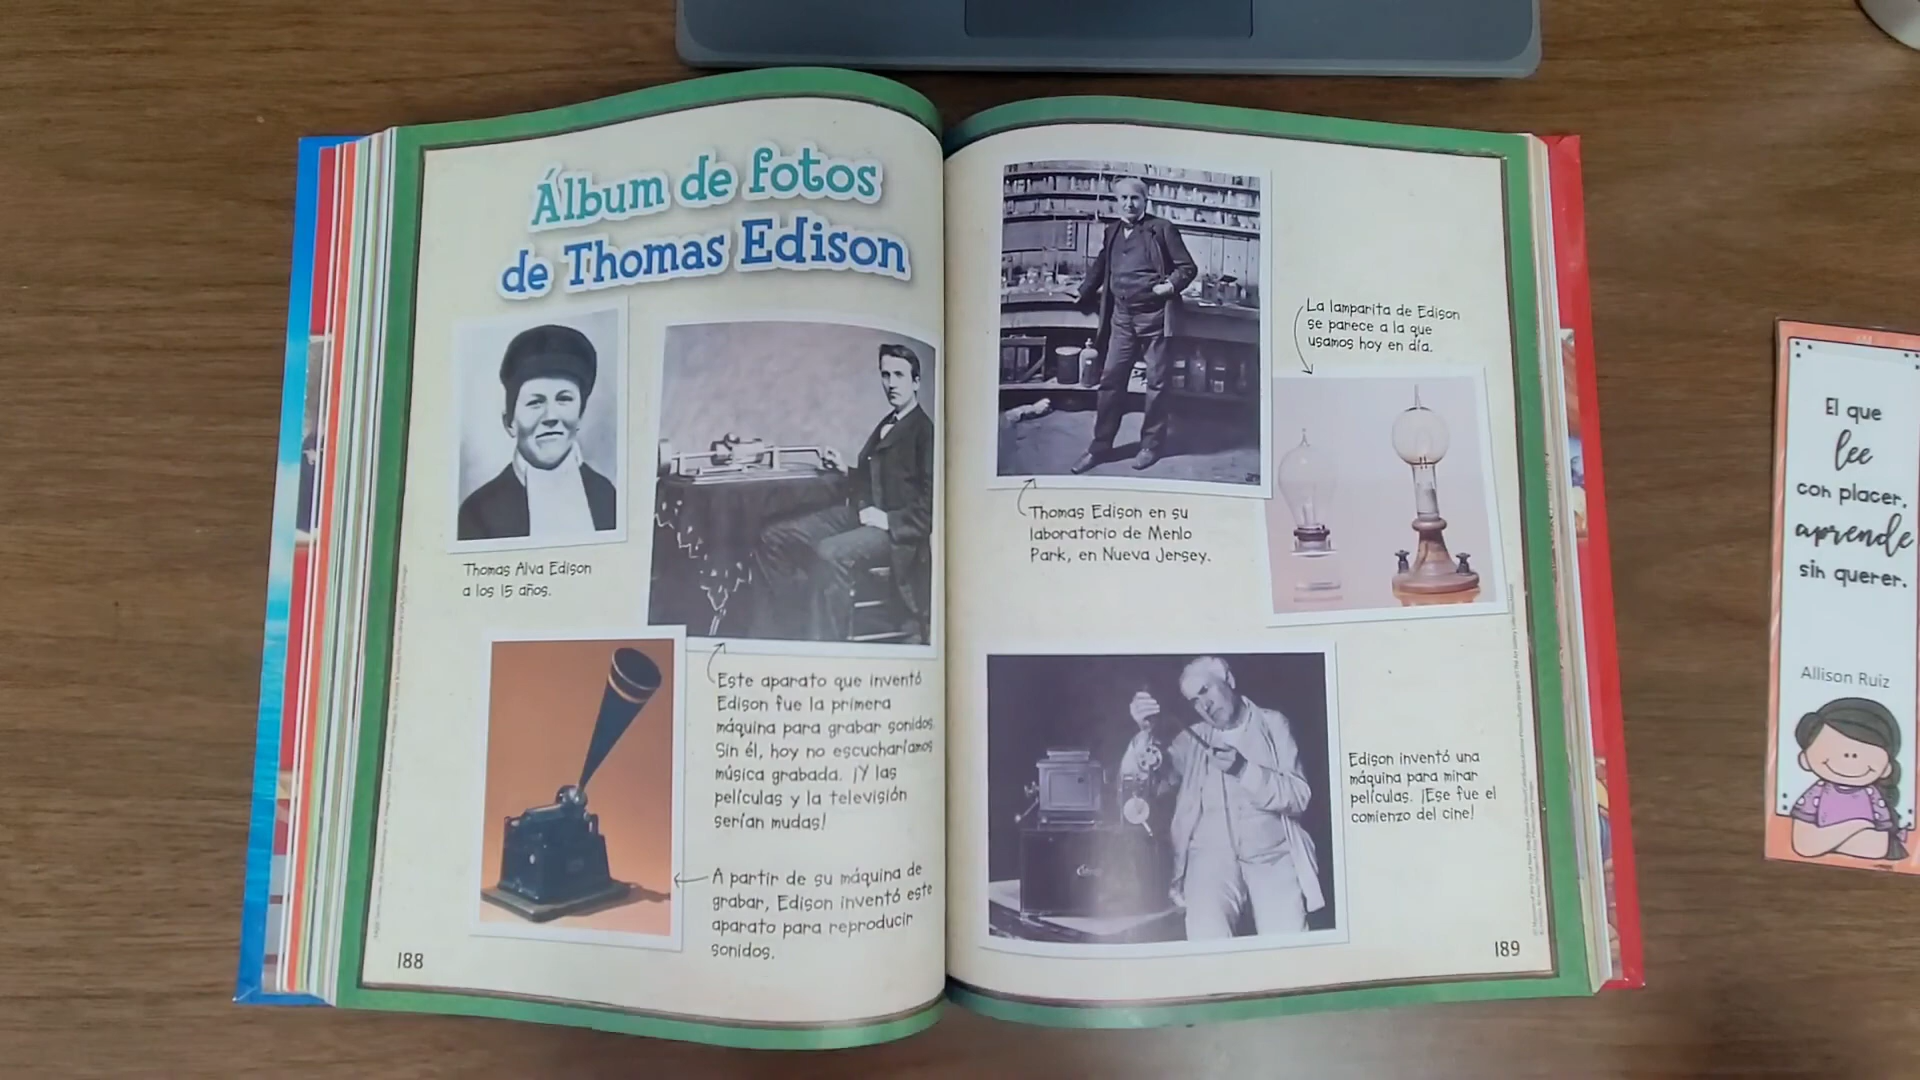 Álbum de fotos
de Thomas Edison
Thomas Alva Edison
a los 15 años.
Este aparato que inventó
Edison fue la primera
máquina para grabar sonidos.
Sin él, hoy no escucharíamos
música grabada. ¡Y las
películas y la televisión
serían mudas!
A partir de su máquina de
grabar, Edison inventó este
aparato para reproducir
sonidos.
188
La lamparita de Edison
se parece a la que
usamos hoy en día.
Thomas Edison en su
laboratorio de Menlo
Park, en Nueva Jersey.
Edison inventó una
máquina para mirar
películas. ¡Ese fue el
comienzo del cine!
189
El que
lee
con placer,
aprende
sin querer.
Allison Ruiz